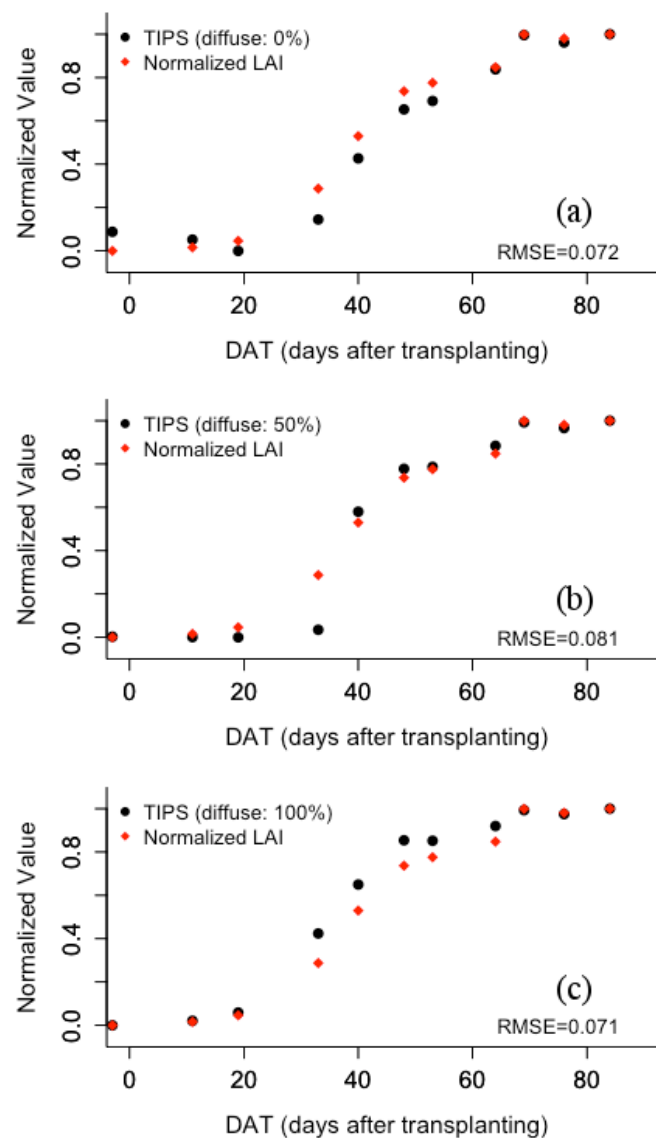 TIPS (diffuse: 0%)
Normalized LAI
Normalized Value
0.0
0.4
0.8
(a)
RMSE=0.072
0 20 40 60 80
DAT (days after transplanting)
TIPS (diffuse: 50%)
Normalized LAI
Normalized Value
0.0
0.4
0.8
(b)
RMSE=0.081
0 20 40 60 80
DAT (days after transplanting)
TIPS (diffuse: 100%)
Normalized LAI
Normalized Value
0.0
0.4
0.8
(c)
RMSE=0.071
0 20 40 60 80
DAT (days after transplanting)